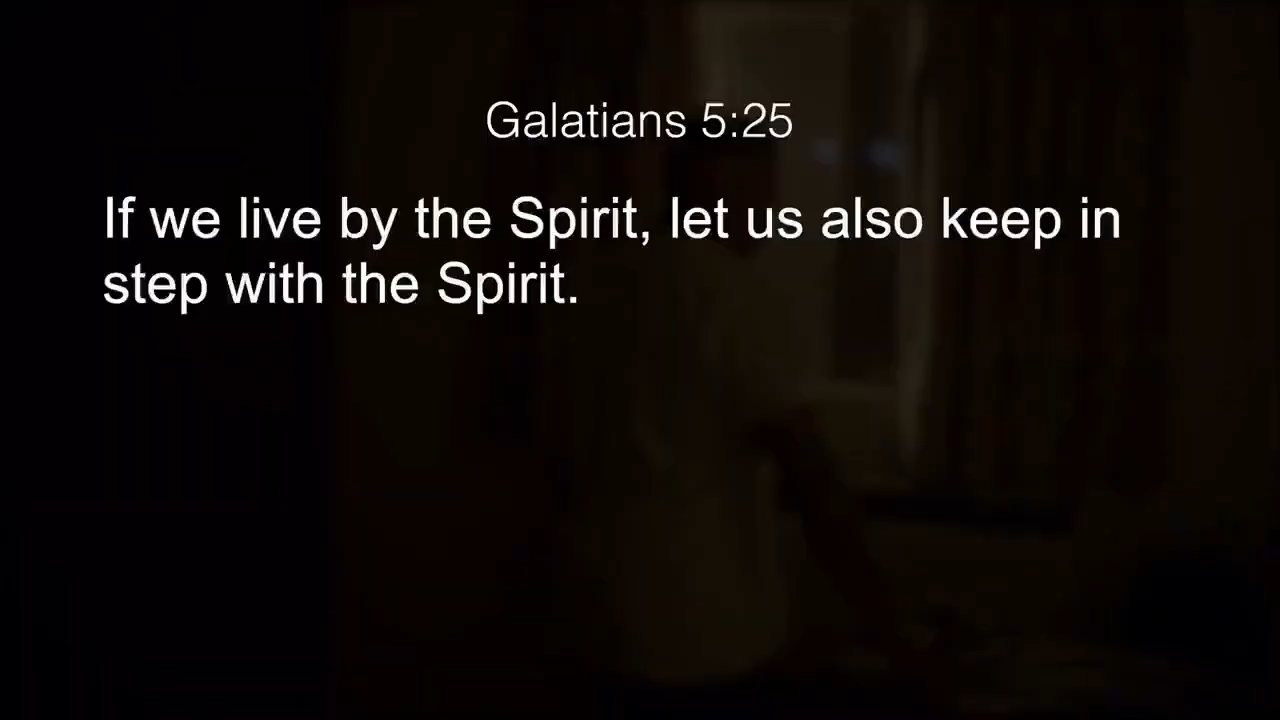 Galatians 5:25
If we live by the Spirit, let us also keep in
step with the Spirit.